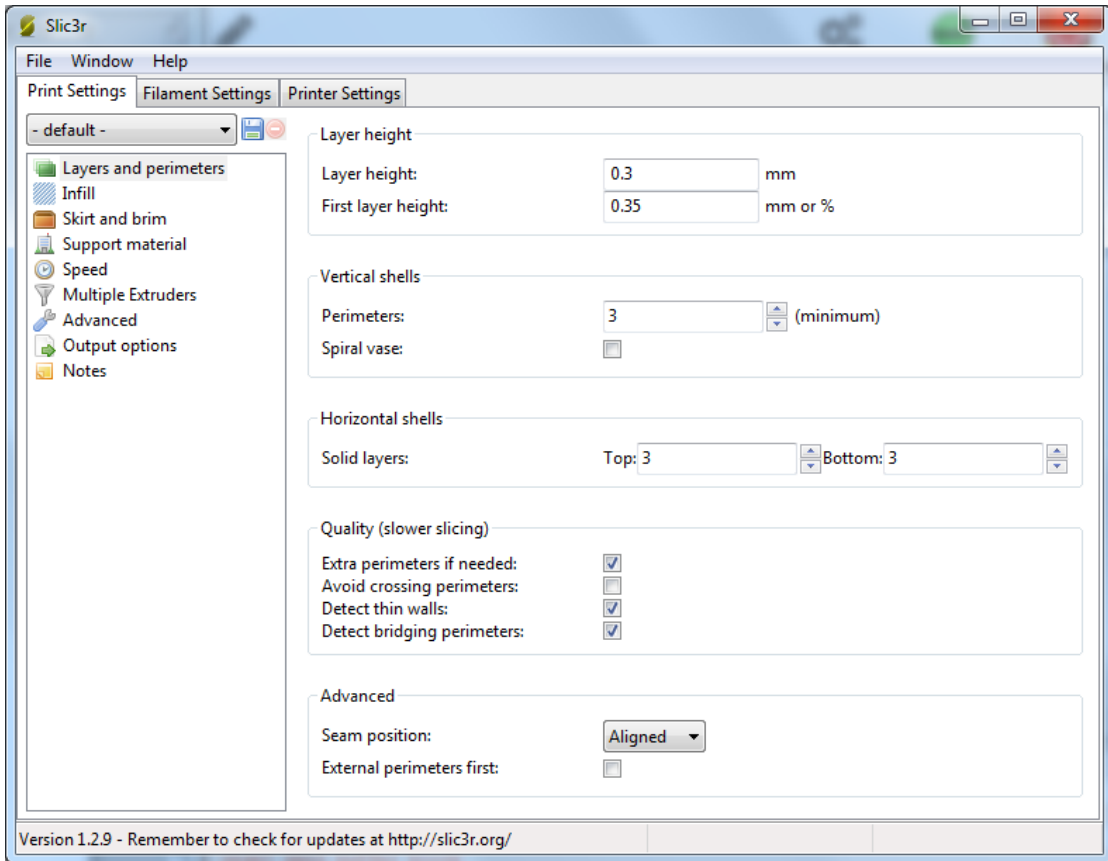 Slic3r
File Window Help
Print Settings Filament Settings Printer Settings
- default -
Layers and perimeters
Infill
Skirt and brim
Support material
Speed
Multiple Extruders
Advanced
Output options
Notes
Layer height
Layer height: 0.3 mm
First layer height: 0.35 mm or %
Vertical shells
Perimeters: 3 (minimum)
Spiral vase:
Horizontal shells
Solid layers: Top: 3 Bottom: 3
Quality (slower slicing)
Extra perimeters if needed:
Avoid crossing perimeters:
Detect thin walls:
Detect bridging perimeters:
Advanced
Seam position: Aligned
External perimeters first:
Version 1.2.9 - Remember to check for updates at http://slic3r.org/